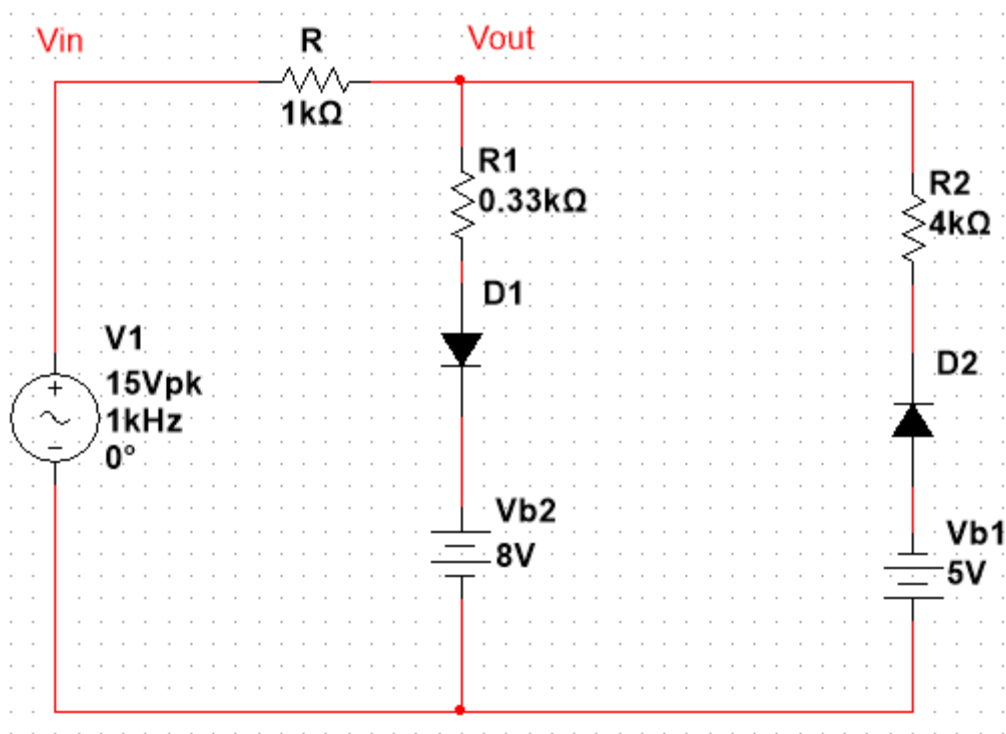 Vin
R
1kΩ
Vout
R1
0.33kΩ
R2
4kΩ
D1
V1
15Vpk
1kHz
0°
D2
Vb2
8V
Vb1
5V